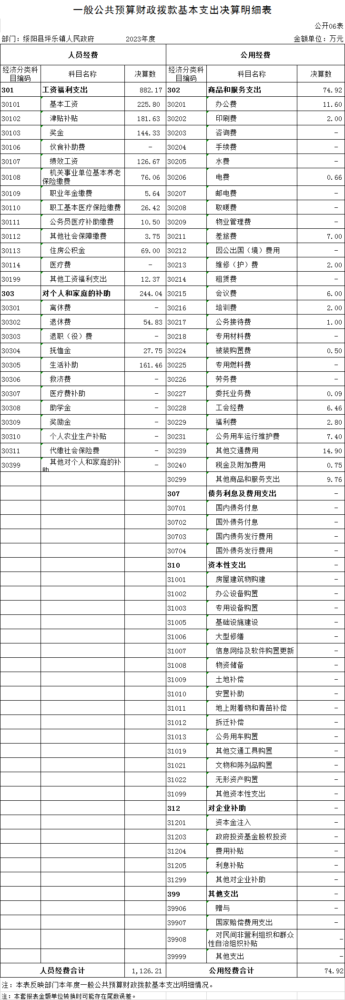 一般公共预算财政拨款基本支出决算明细表
公开06表
部门：绥阳县坪乐镇人民政府 2023年度 金额单位：万元
人员经费 公用经费
经济分类科目编码 科目名称 决算数 经济分类科目编码 科目名称 决算数
301 工资福利支出 882.17 302 商品和服务支出 74.92
30101 基本工资 225.80 30201 办公费 11.60
30102 津贴补贴 181.63 30202 印刷费 2.00
30103 奖金 144.33 30203 咨询费 -
30106 伙食补助费 - 30204 手续费 -
30107 绩效工资 126.67 30205 水费 -
30108 机关事业单位基本养老保险缴费 76.06 30206 电费 0.66
30109 职业年金缴费 5.64 30207 邮电费 -
30110 职工基本医疗保险缴费 26.42 30208 取暖费 -
30111 公务员医疗补助缴费 10.50 30209 物业管理费 -
30112 其他社会保障缴费 3.75 30211 差旅费 7.00
30113 住房公积金 69.00 30212 因公出国（境）费用 -
30114 医疗费 - 30213 维修（护）费 2.00
30199 其他工资福利支出 12.37 30214 租赁费 -
303 对个人和家庭的补助 244.04 30215 会议费 6.00
30301 离休费 - 30216 培训费 2.00
30302 退休费 54.83 30217 公务接待费 1.00
30303 退职（役）费 - 30218 专用材料费 -
30304 抚恤金 27.75 30224 被装购置费 0.50
30305 生活补助 161.46 30225 专用燃料费 -
30306 救济费 - 30226 劳务费 -
30307 医疗费补助 - 30227 委托业务费 0.09
30308 助学金 - 30228 工会经费 6.46
30309 奖励金 - 30229 福利费 2.80
30310 个人农业生产补贴 - 30231 公务用车运行维护费 7.40
30311 代缴社会保险费 - 30239 其他交通费用 14.90
30399 其他对个人和家庭的补助 - 30240 税金及附加费用 0.75
30299 其他商品和服务支出 9.76
307 债务利息及费用支出 -
30701 国内债务付息 -
30702 国外债务付息 -
30703 国内债务发行费用 -
30704 国外债务发行费用 -
310 资本性支出 -
31001 房屋建筑物购建 -
31002 办公设备购置 -
31003 专用设备购置 -
31005 基础设施建设 -
31006 大型修缮 -
31007 信息网络及软件购置更新 -
31008 物资储备 -
31009 土地补偿 -
31010 安置补助 -
31011 地上附着物和青苗补偿 -
31012 拆迁补偿 -
31013 公务用车购置 -
31019 其他交通工具购置 -
31021 文物和陈列品购置 -
31022 无形资产购置 -
31099 其他资本性支出 -
312 对企业补助 -
31201 资本金注入 -
31203 政府投资基金股权投资 -
31204 费用补贴 -
31205 利息补贴 -
31299 其他对企业补助 -
399 其他支出 -
39906 赠与 -
39907 国家赔偿费用支出 -
39908 对民间非营利组织和群众性自治组织补贴 -
39999 其他支出 -
人员经费合计 1,126.21 公用经费合计 74.92
注：本表反映部门本年度一般公共预算财政拨款基本支出明细情况。
注：本套报表金额单位转换时可能存在尾数误差。